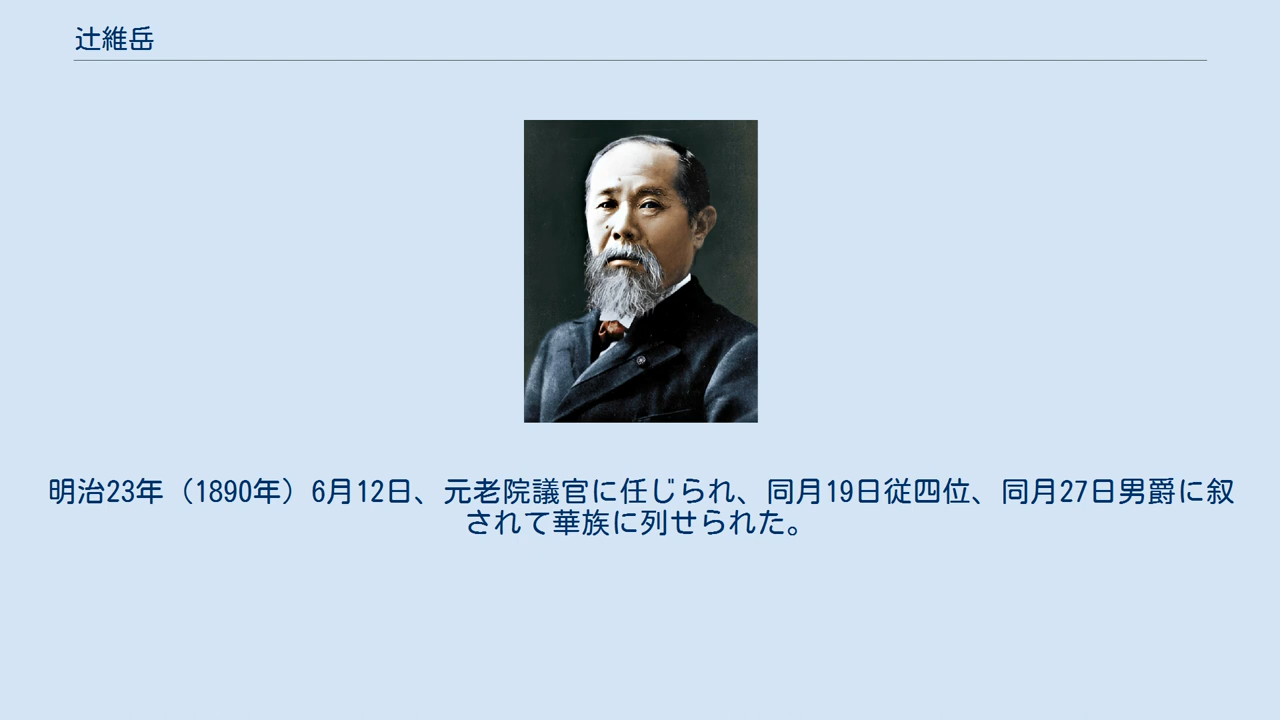 辻維岳
明治23年（1890年）6月12日、元老院議官に任じられ、同月19日従四位、同月27日男爵に叙
されて華族に列せられた。